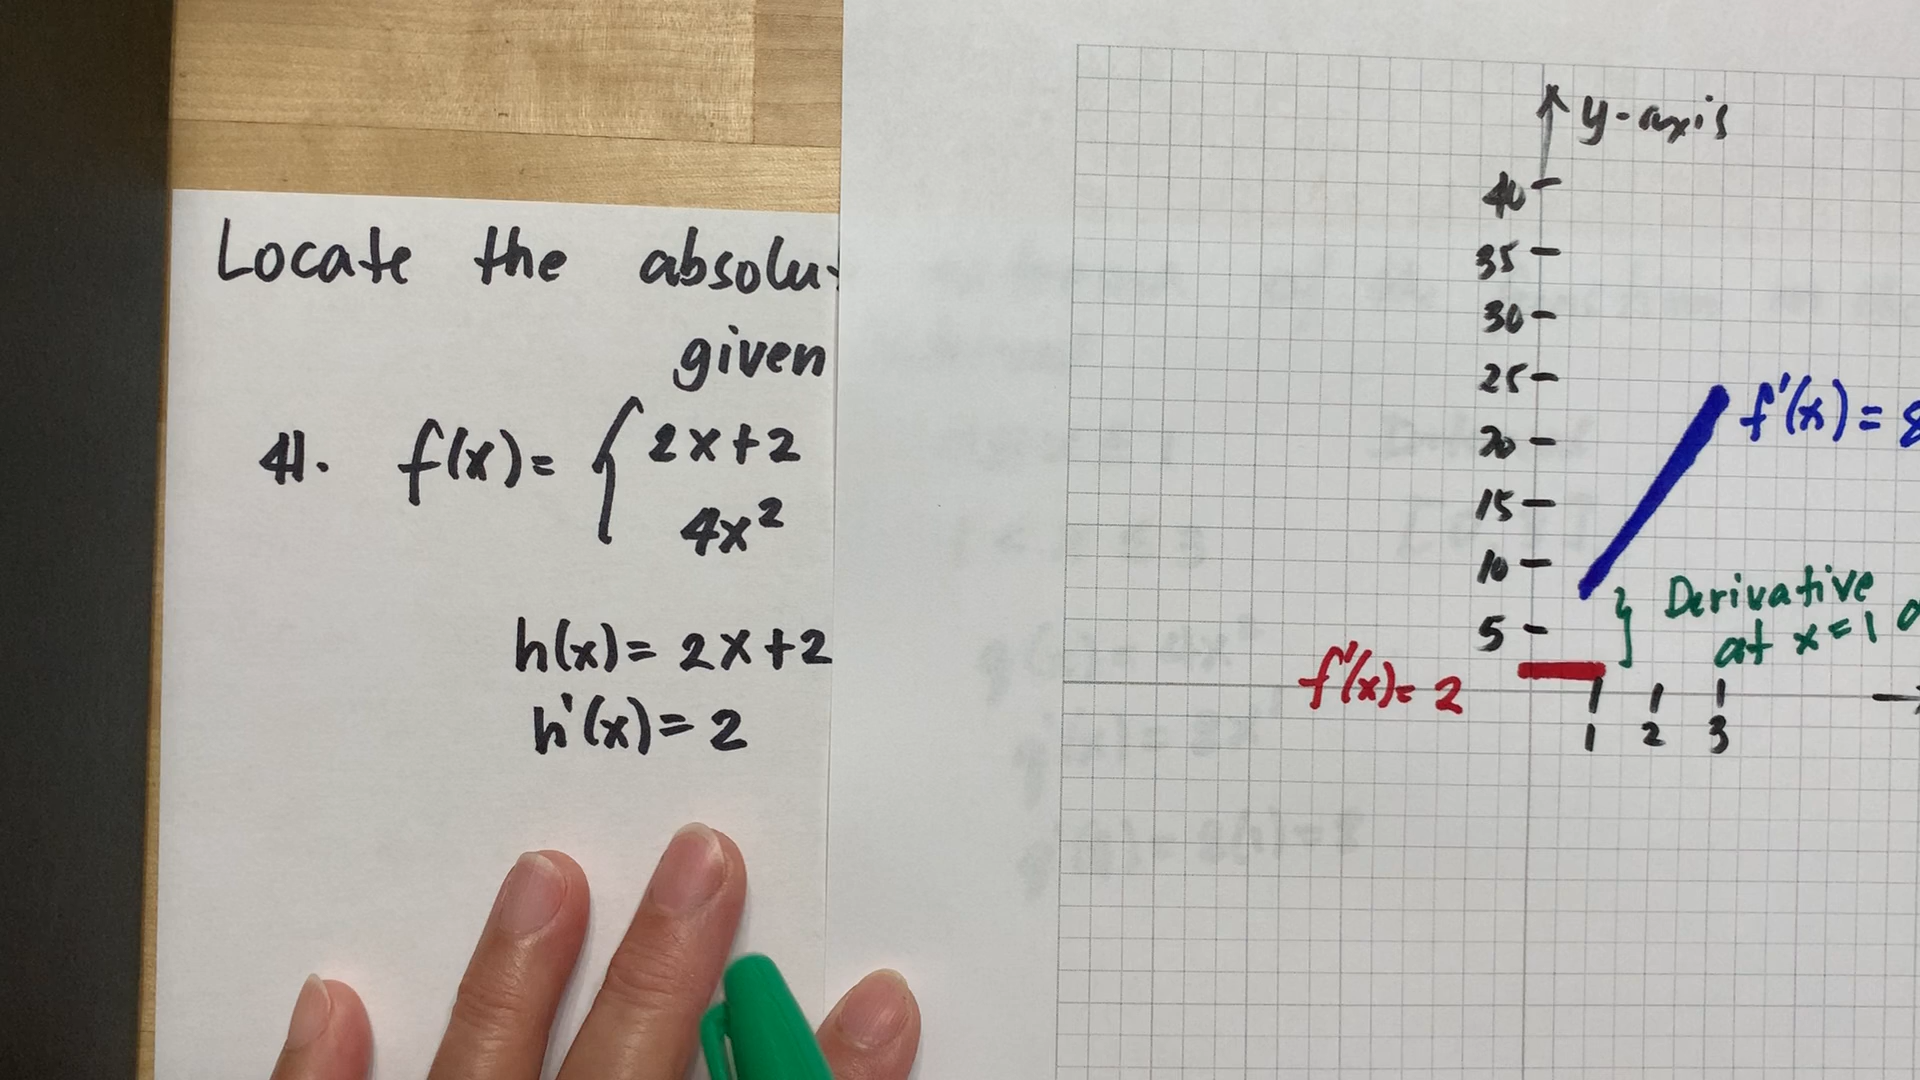 Locate the absolu
given
41. f(x)= { 2x+2
4x²
h(x)= 2x+2
h'(x)= 2
y-axis
40
35
30
25
20
15
10
5
f'(x)=
Derivative
at x=1
f'(x)= 2
1 2 3